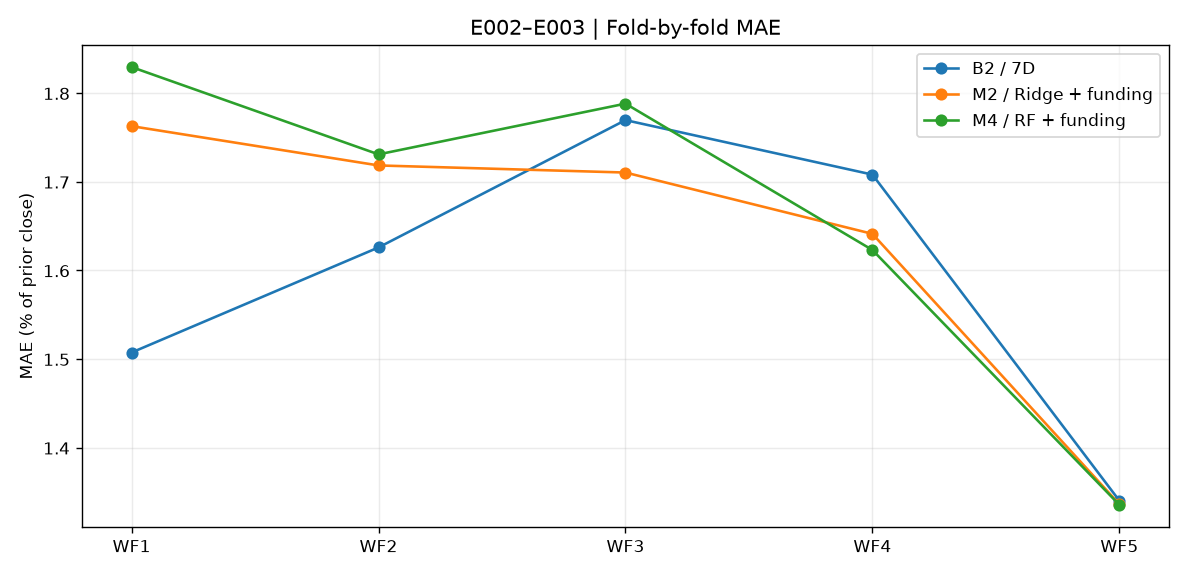 E002–E003 | Fold-by-fold MAE
B2 / 7D
M2 / Ridge + funding
M4 / RF + funding
MAE (% of prior close)
1.8
1.7
1.6
1.5
1.4
WF1 WF2 WF3 WF4 WF5